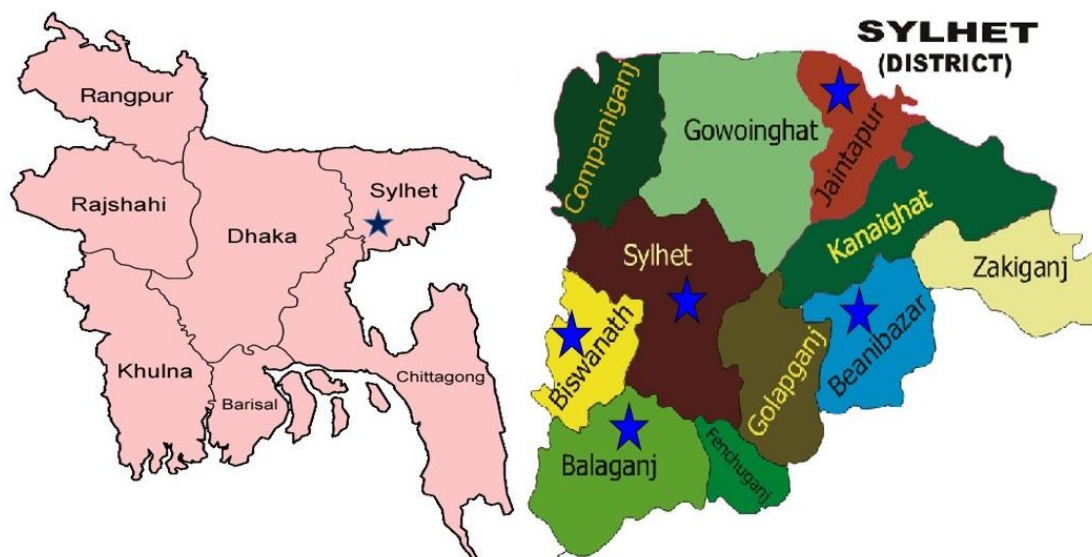 Rangpur
Rajshahi
Sylhet
Dhaka
Khulna
Barisal
Chittagong
SYLHET
(DISTRICT)
Companiganj
Gowoinghat
Jaintapur
Kanaighat
Sylhet
Zakiganj
Biswanath
Golapganj
Beanibazar
Balaganj
Fenchuganj